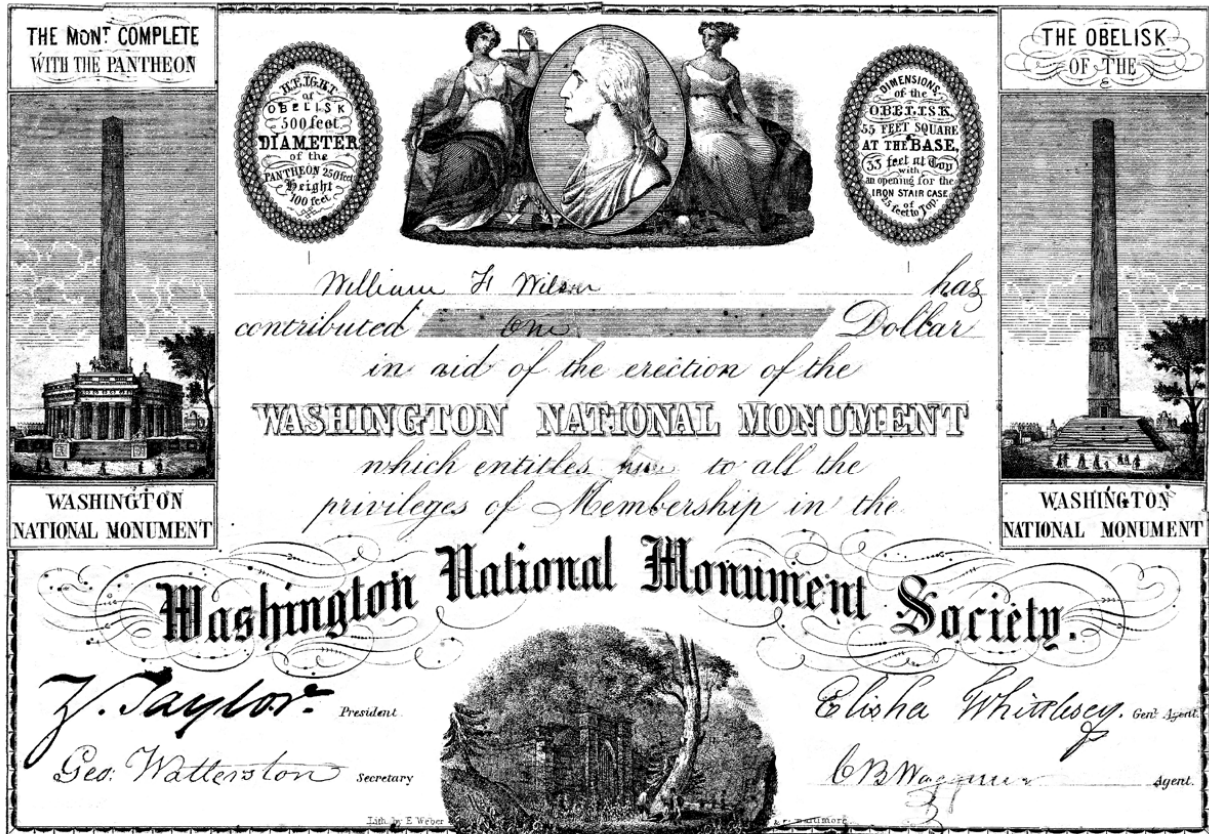 THE MONT COMPLETE
WITH THE PANTHEON
HEIGHT
of
OBELISK
500 feet
DIAMETER
of the
PANTHEON 250 feet
Height
100 feet
DIMENSIONS
of the
OBELISK
55 FEET SQUARE
AT THE BASE,
33 feet at Top
with
an opening for the
IRON STAIR CASE
of
25 feet to Top.
THE OBELISK
OF THE
William H Wilson has
contributed One Dollar
in aid of the erection of the
WASHINGTON NATIONAL MONUMENT
which entitles him to all the
privileges of Membership in the
WASHINGTON
NATIONAL MONUMENT
WASHINGTON
NATIONAL MONUMENT
Washington National Monument Society.
Z. Taylor. President
Geo: Watterston Secretary
Elisha Whittlesey. Genl Agent
C B Agent.
Lith. by E Weber Baltimore